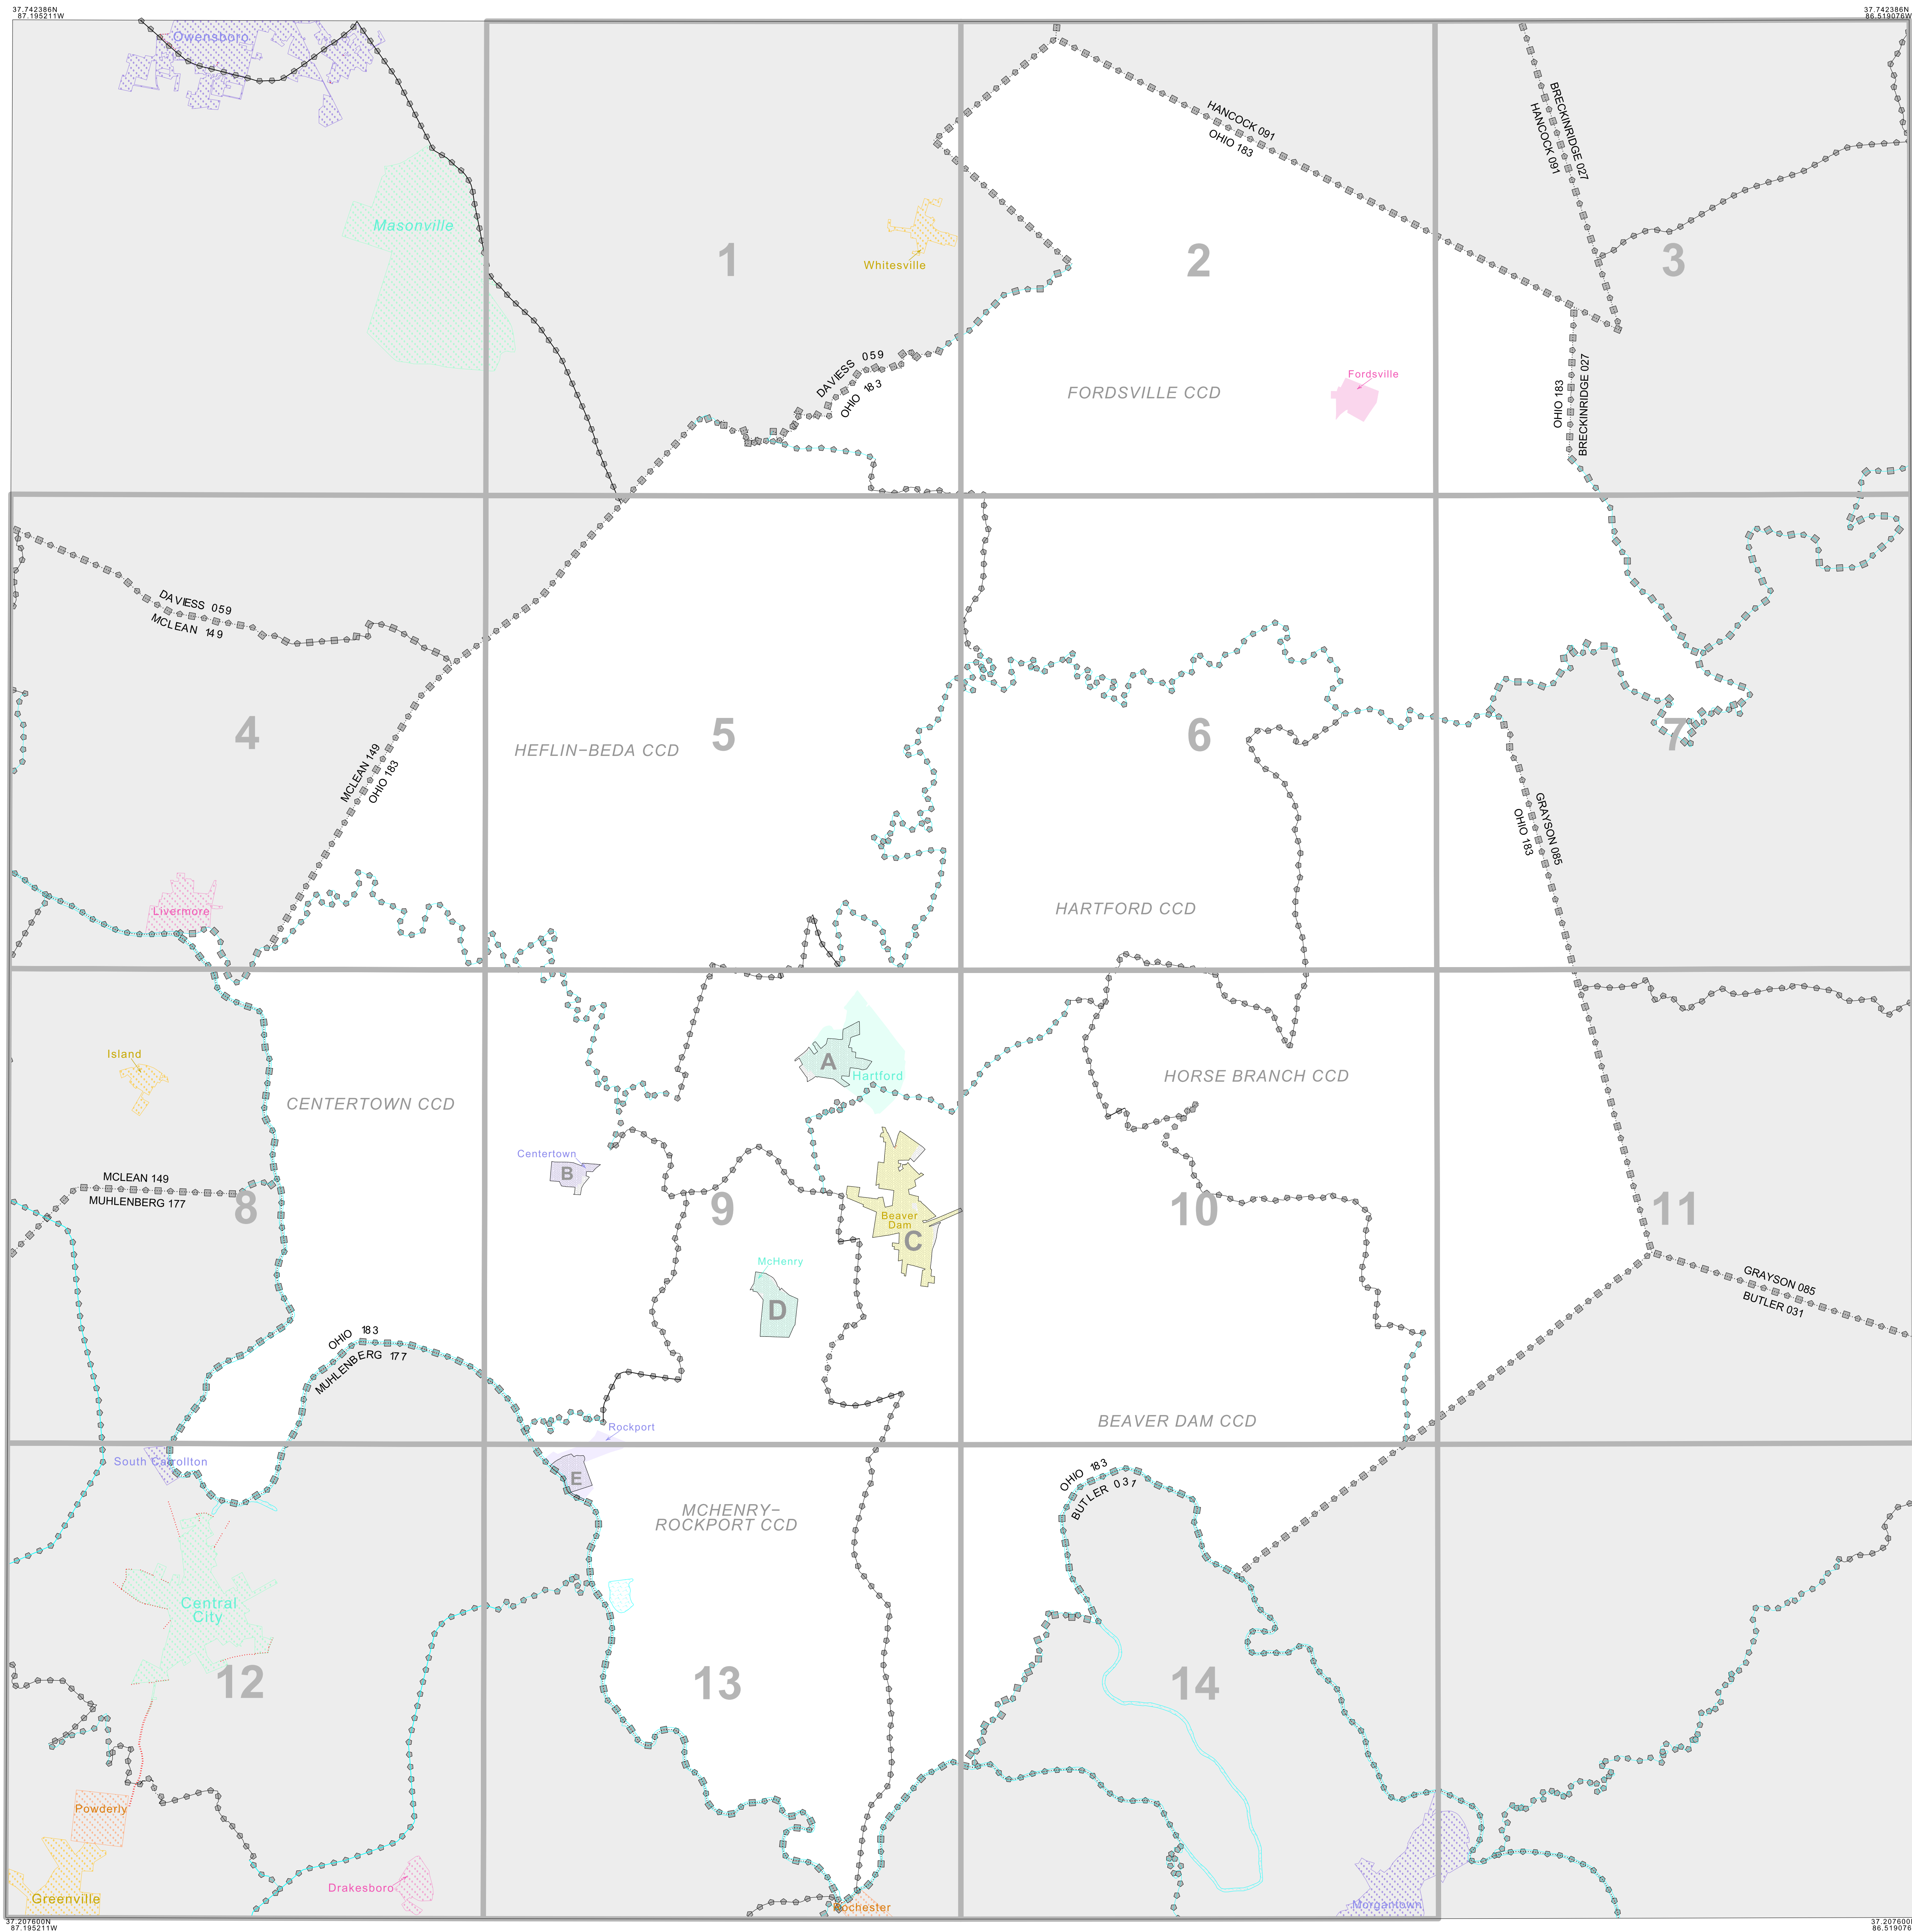 37.742386N
87.195211W
37.742386N
86.519076W
Owensboro
HANCOCK 091
OHIO 183
BRECKINRIDGE 027
HANCOCK 091
Masonville
Whitesville
1
2
3
DAVIESS 059
OHIO 183
FORDSVILLE CCD
Fordsville
OHIO 183
BRECKINRIDGE 027
DAVIESS 059
MCLEAN 149
4
HEFLIN-BEDA CCD
5
6
7
MCLEAN 149
OHIO 183
GRAYSON 085
OHIO 183
Livermore
HARTFORD CCD
Island
A
Hartford
HORSE BRANCH CCD
CENTERTOWN CCD
Centertown
B
MCLEAN 149
MUHLENBERG 177
8
9
Beaver
Dam
C
10
11
McHenry
D
GRAYSON 085
BUTLER 031
OHIO 183
MUHLENBERG 177
Rockport
BEAVER DAM CCD
South Carrollton
E
OHIO 183
BUTLER 031
MCHENRY-
ROCKPORT CCD
Central
City
12
13
14
Powderly
Drakesboro
Greenville
Rochester
Morgantown
37.207600N
87.195211W
37.207600N
86.519076